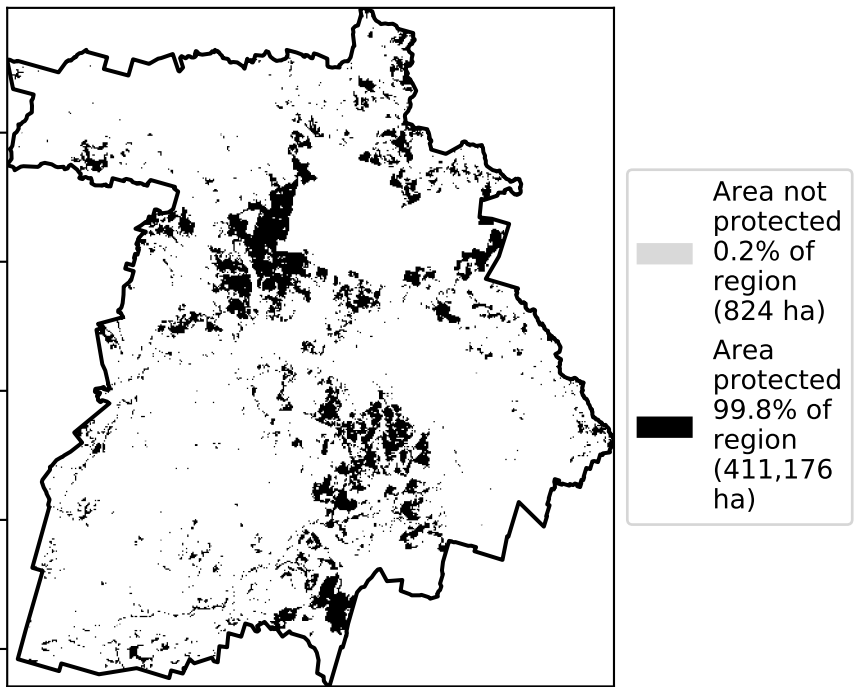 Area not
protected
0.2% of
region
(824 ha)
Area
protected
99.8% of
region
(411,176
ha)